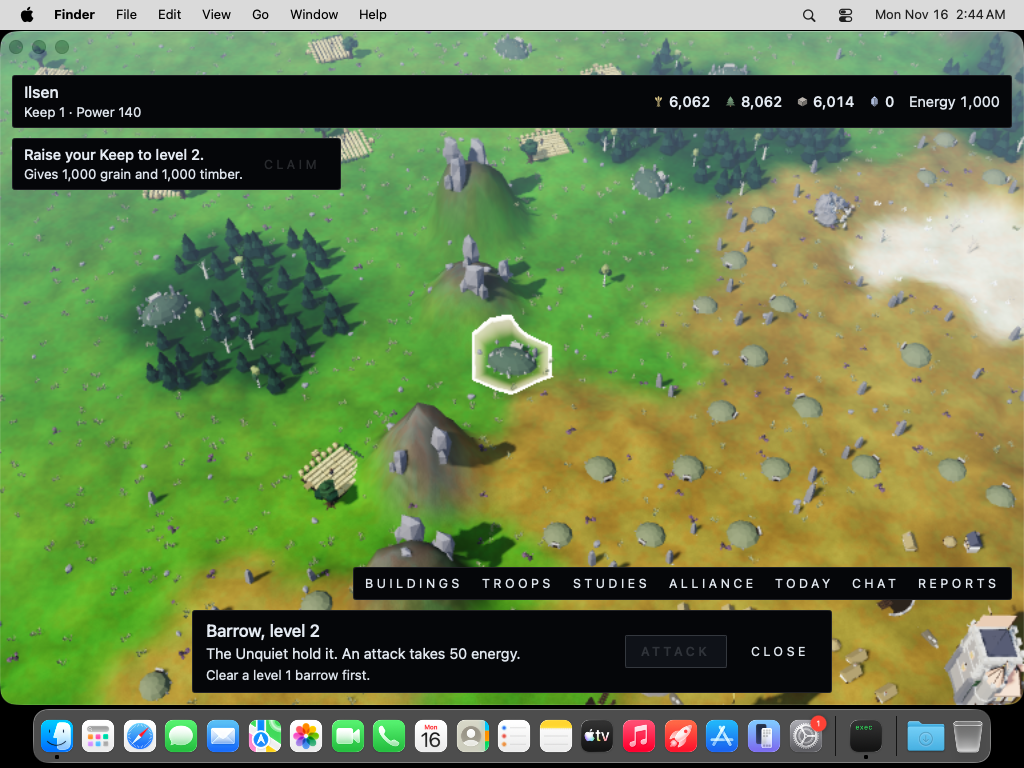 Finder File Edit View Go Window Help Mon Nov 16 2:44 AM
Ilsen
Keep 1 · Power 140
6,062 8,062 6,014 0 Energy 1,000
Raise your Keep to level 2.
Gives 1,000 grain and 1,000 timber.
CLAIM
BUILDINGS TROOPS STUDIES ALLIANCE TODAY CHAT REPORTS
Barrow, level 2
The Unquiet hold it. An attack takes 50 energy.
Clear a level 1 barrow first.
ATTACK CLOSE
Mon
16
tv
1
exec